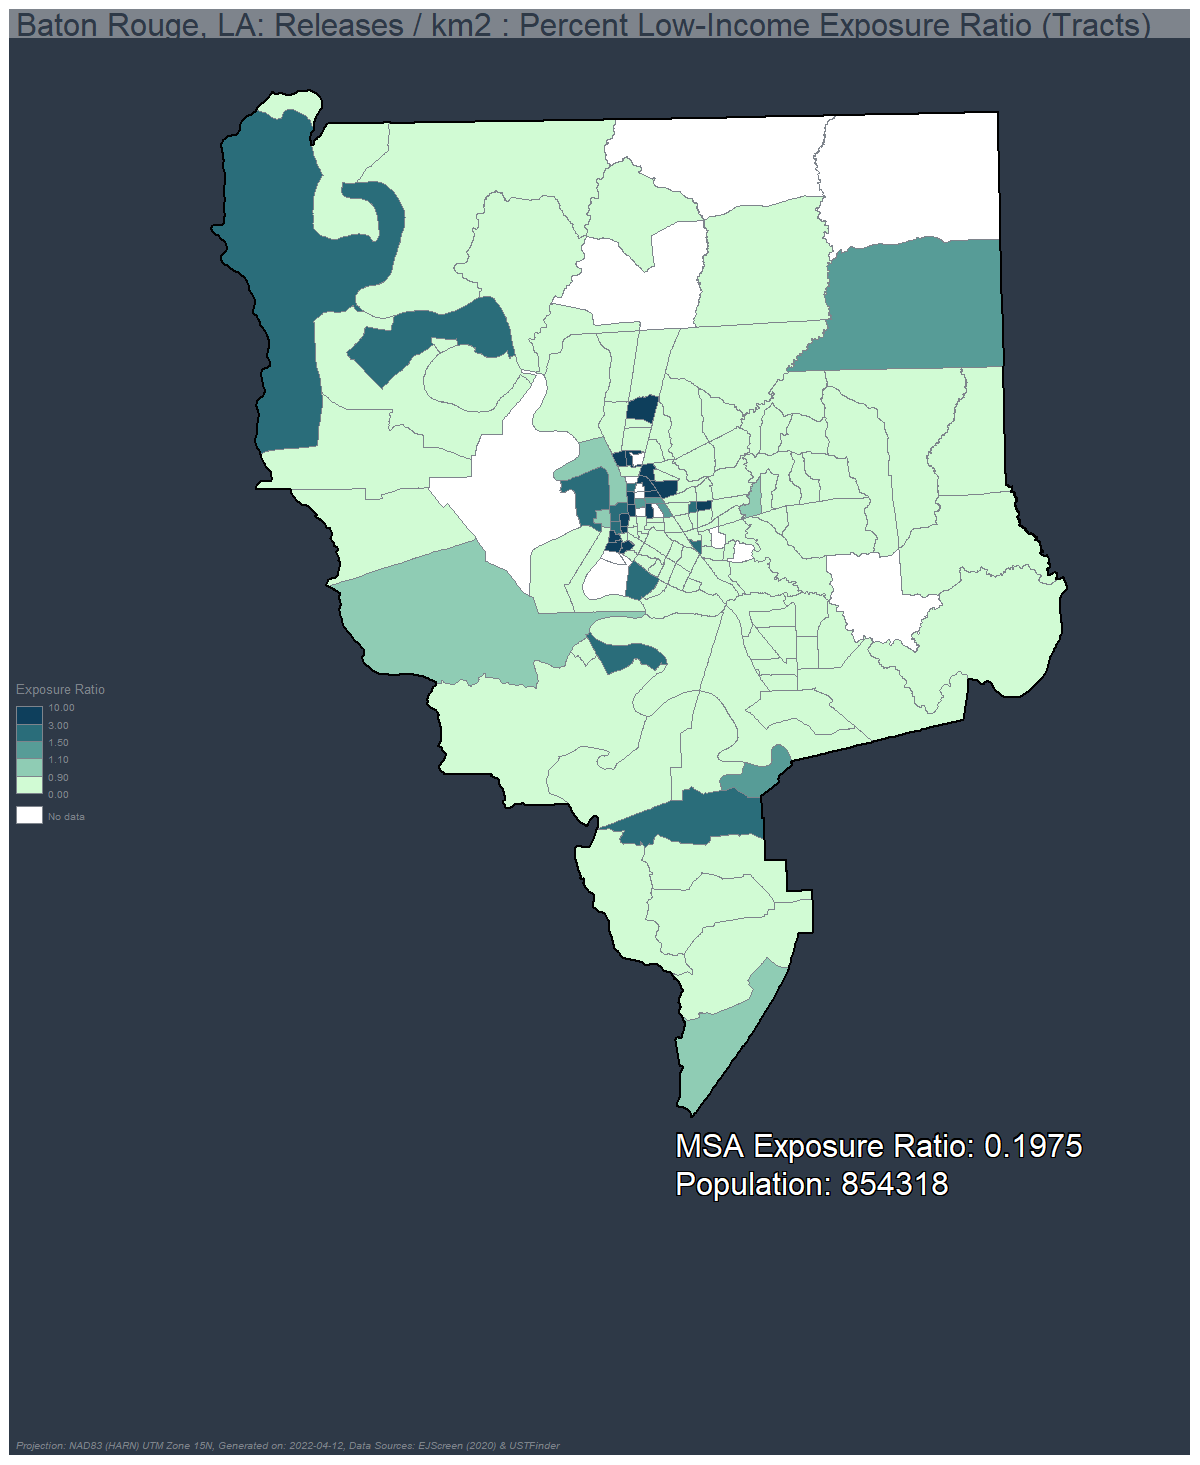 Baton Rouge, LA: Releases / km2 : Percent Low-Income Exposure Ratio (Tracts)
Exposure Ratio
10.00
3.00
1.50
1.10
0.90
0.00
No data
MSA Exposure Ratio: 0.1975
Population: 854318
Projection: NAD83 (HARN) UTM Zone 15N, Generated on: 2022-04-12, Data Sources: EJScreen (2020) & USTFinder